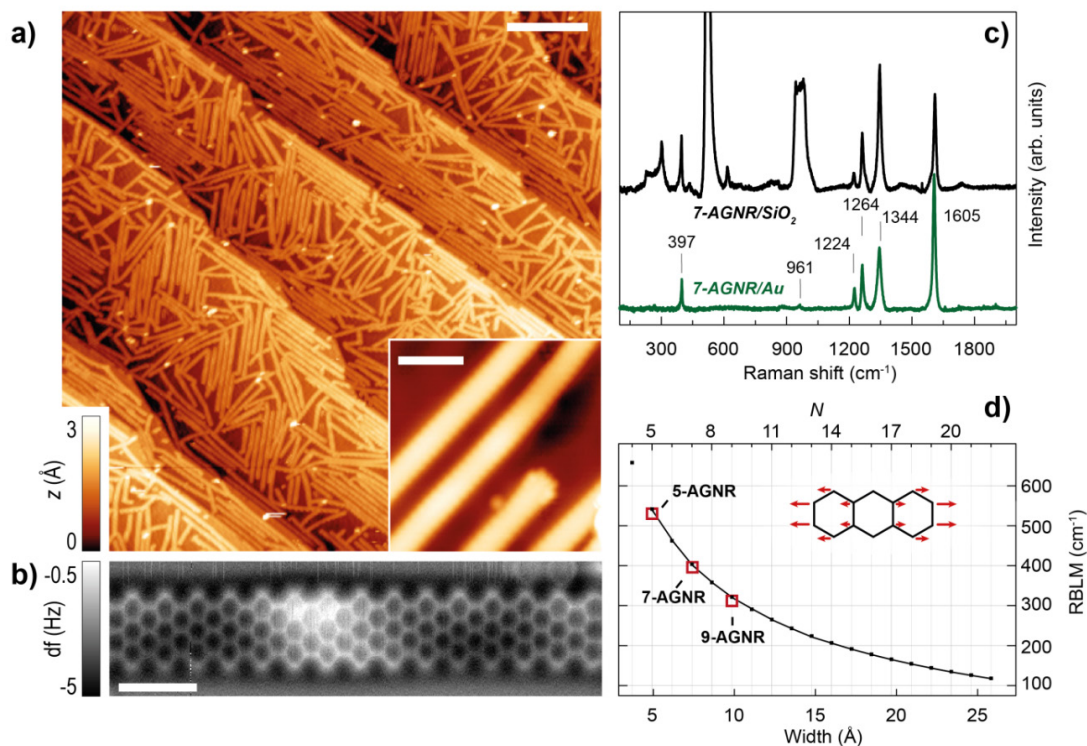 a)
3
z (Å)
0
b)
-0.5
df (Hz)
-5
c)
7-AGNR/SiO2
1264
1344
1605
397
961
1224
7-AGNR/Au
Intensity (arb. units)
300
600
900
1200
1500
1800
Raman shift (cm-1)
d)
N
5
8
11
14
17
20
5-AGNR
7-AGNR
9-AGNR
600
500
400
300
200
100
RBLM (cm-1)
5
10
15
20
25
Width (Å)